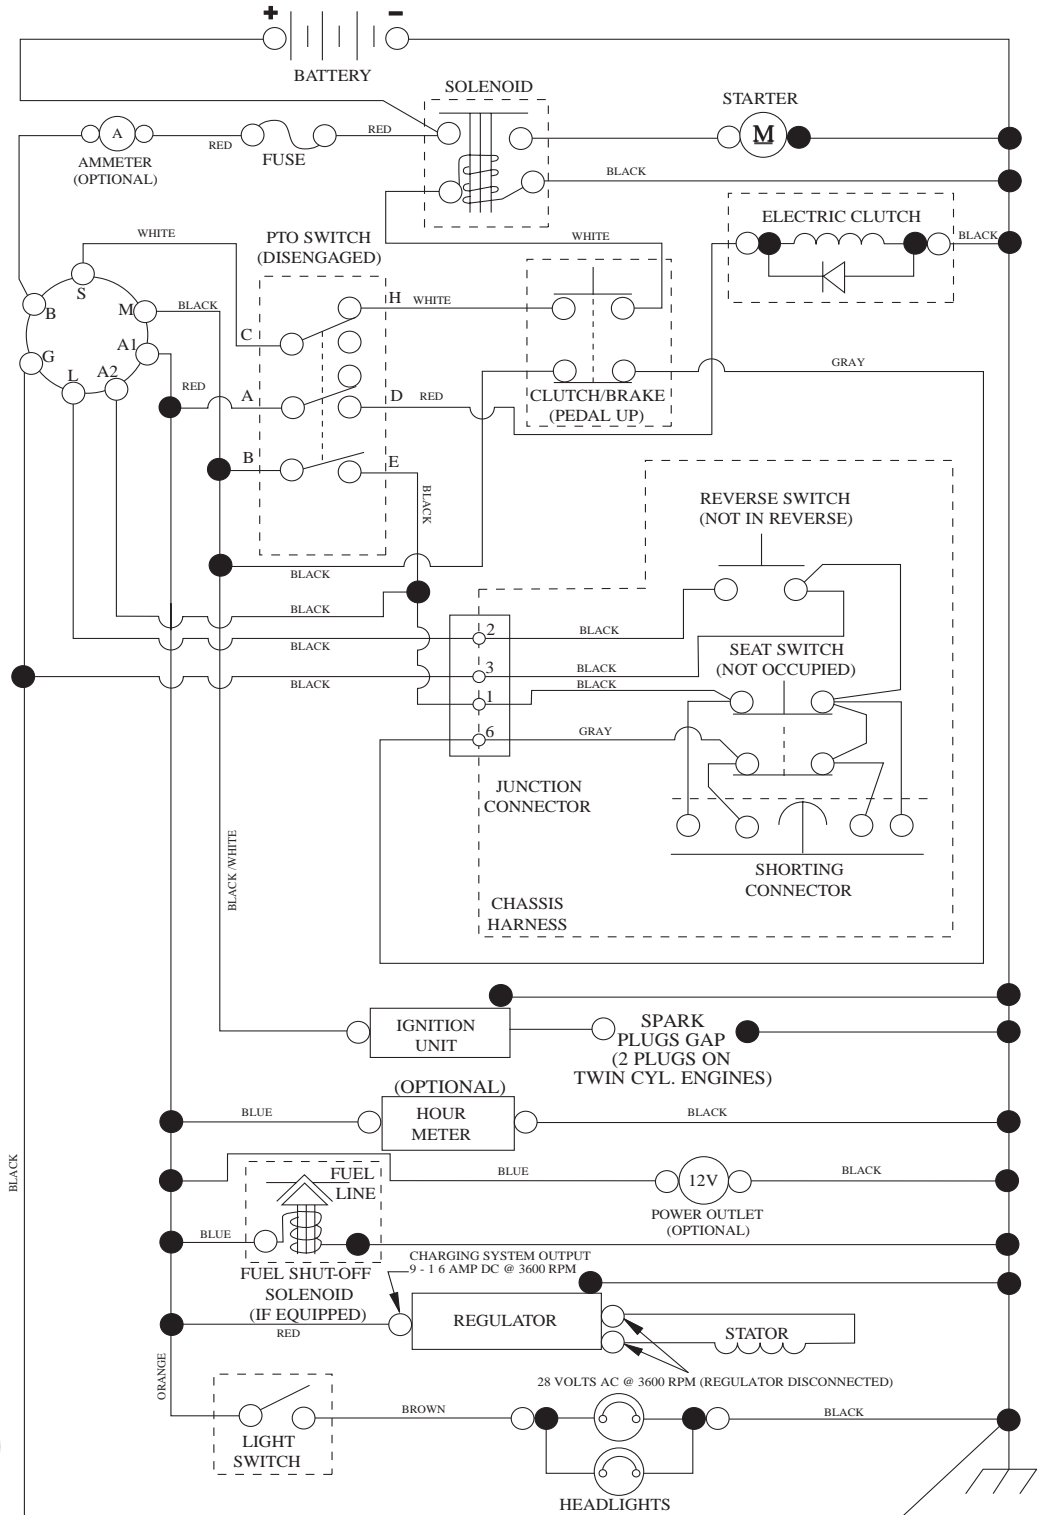 + −
BATTERY
SOLENOID
STARTER
A
RED
FUSE
RED
M
AMMETER
(OPTIONAL)
BLACK
ELECTRIC CLUTCH
WHITE
PTO SWITCH
(DISENGAGED)
WHITE
BLACK
S
B
M
BLACK
H
WHITE
C
G
A1
L
A2
RED
A
D
RED
CLUTCH/BRAKE
(PEDAL UP)
GRAY
B
E
BLACK
REVERSE SWITCH
(NOT IN REVERSE)
BLACK
BLACK
2
BLACK
BLACK
SEAT SWITCH
(NOT OCCUPIED)
3
BLACK
BLACK
BLACK
1
6
GRAY
JUNCTION
CONNECTOR
BLACK /WHITE
SHORTING
CONNECTOR
CHASSIS
HARNESS
IGNITION
UNIT
SPARK
PLUGS GAP
(2 PLUGS ON
TWIN CYL. ENGINES)
(OPTIONAL)
HOUR
METER
BLUE
BLACK
BLACK
FUEL
LINE
BLUE
12V
BLACK
POWER OUTLET
(OPTIONAL)
BLUE
FUEL SHUT-OFF
SOLENOID
(IF EQUIPPED)
CHARGING SYSTEM OUTPUT
9 - 1 6 AMP DC @ 3600 RPM
RED
REGULATOR
STATOR
ORANGE
28 VOLTS AC @ 3600 RPM (REGULATOR DISCONNECTED)
BROWN
BLACK
LIGHT
SWITCH
HEADLIGHTS